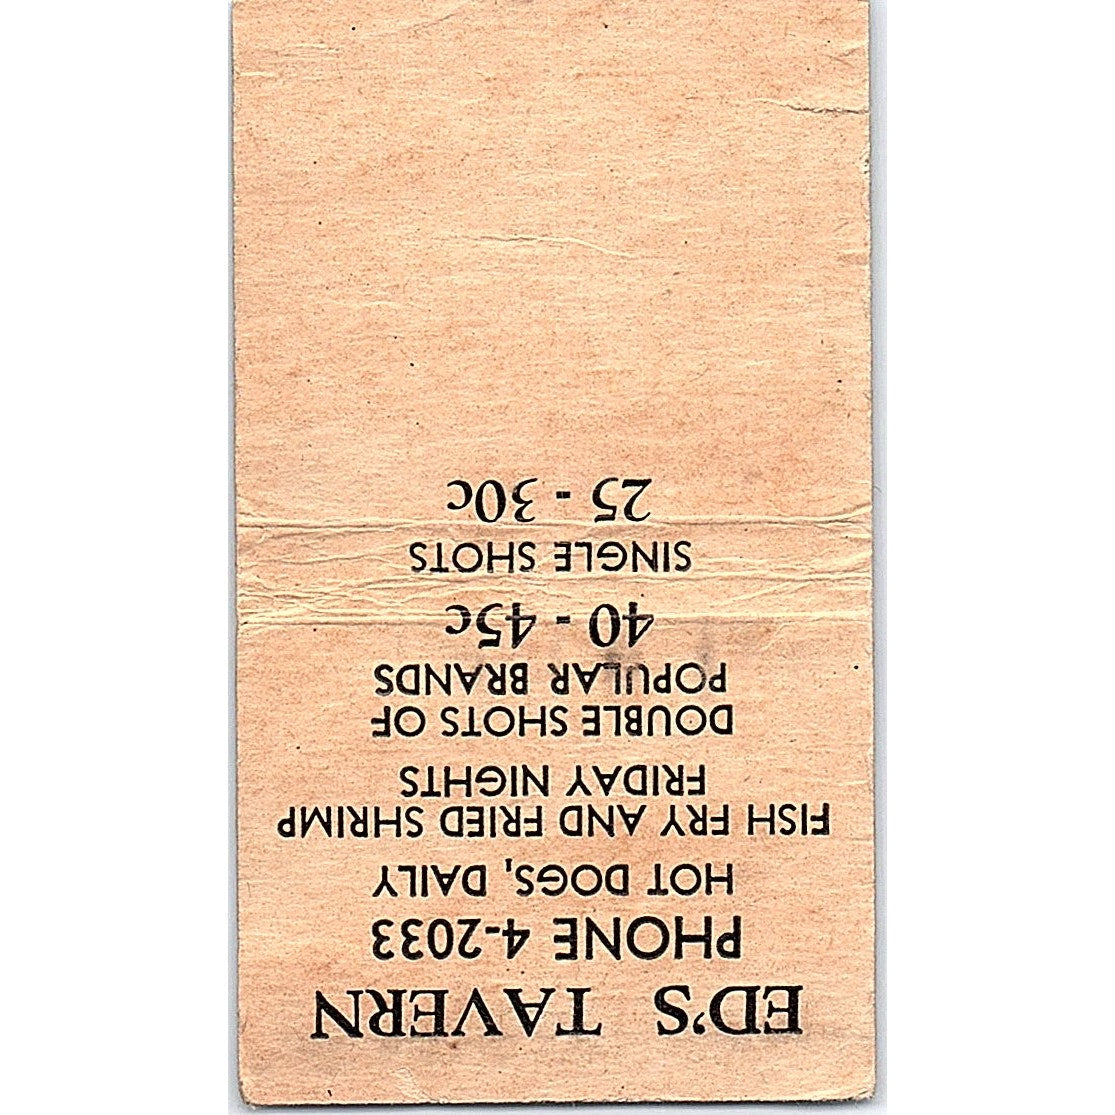 ED'S TAVERN
PHONE 4-2033
HOT DOGS, DAILY
FISH FRY AND FRIED SHRIMP
FRIDAY NIGHTS
DOUBLE SHOTS OF
POPULAR BRANDS
40 - 45c
SINGLE SHOTS
25 - 30c